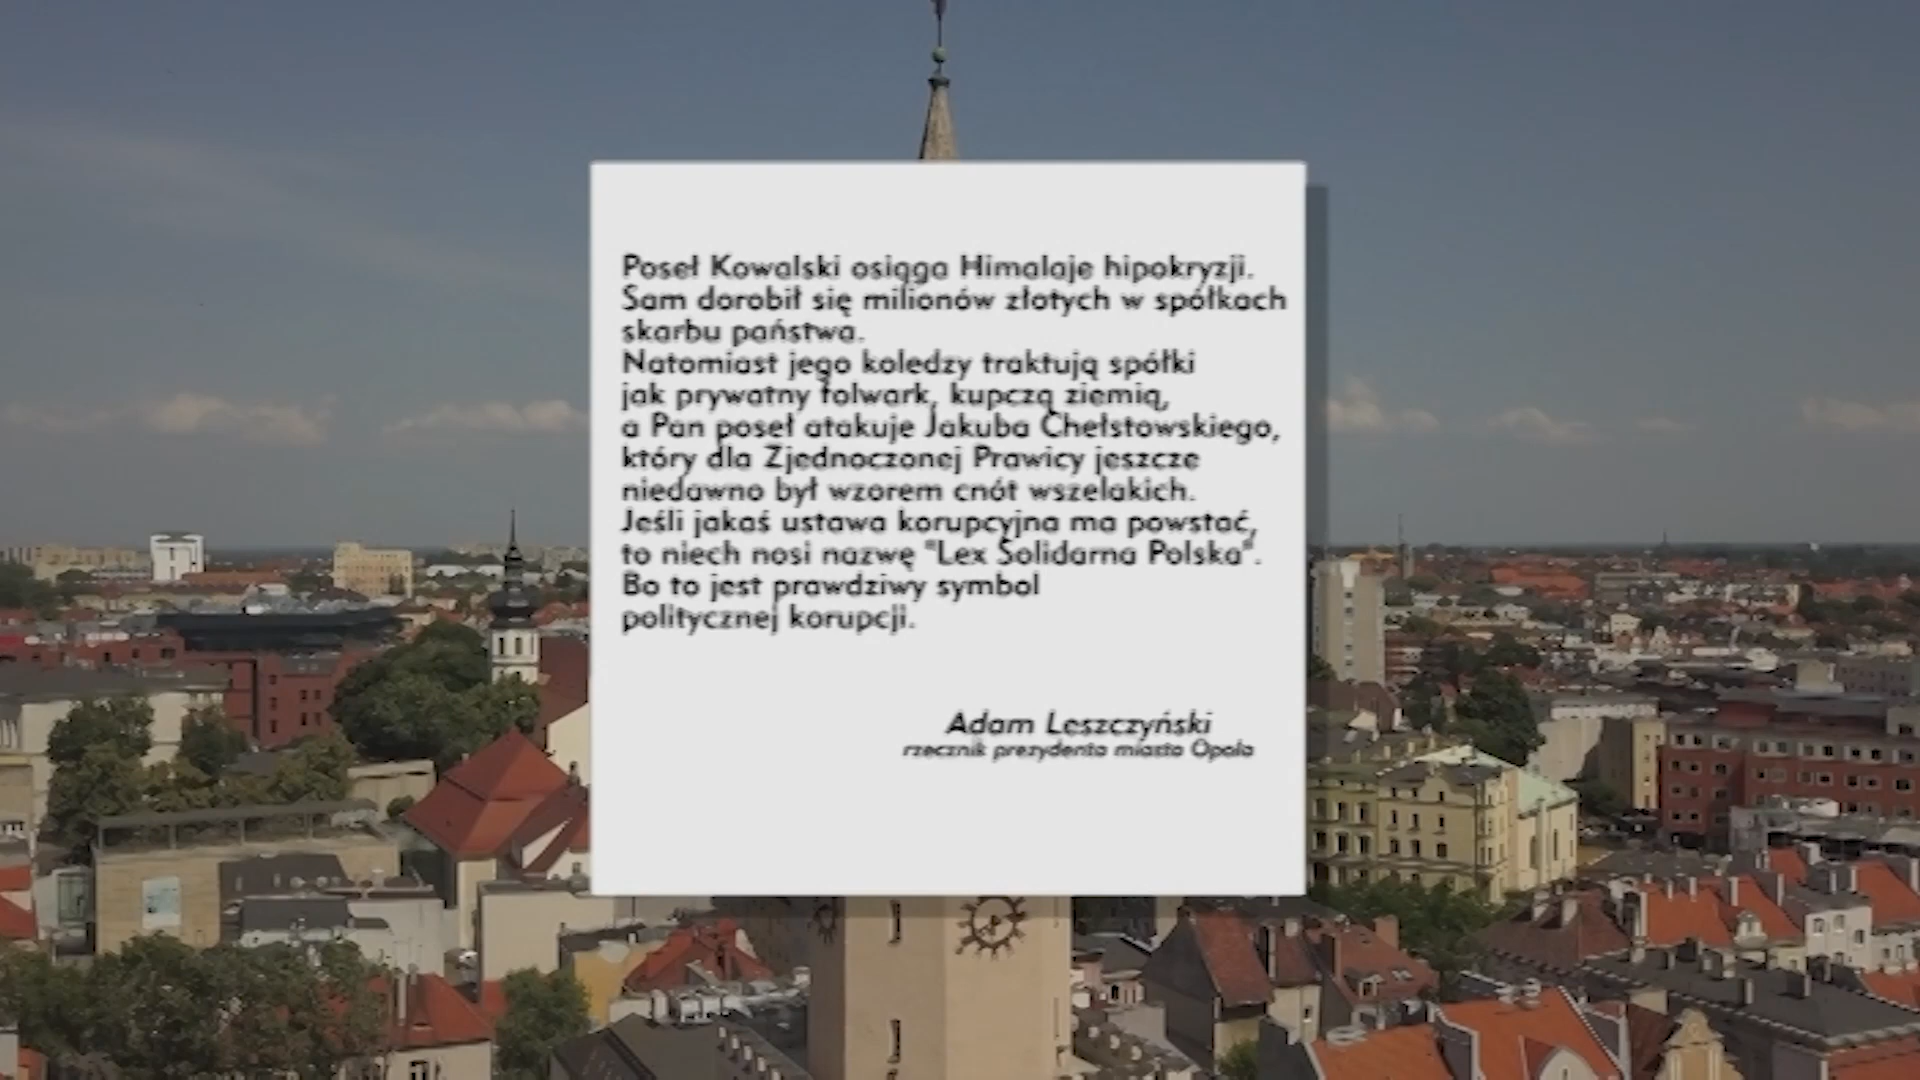 Poseł Kowalski osiąga Himalaje hipokryzji.
Sam dorobił się milionów złotych w spółkach
skarbu państwa.
Natomiast jego koledzy traktują spółki
jak prywatny folwark, kupczą ziemią,
a Pan poseł atakuje Jakuba Chełstowskiego,
który dla Zjednoczonej Prawicy jeszcze
niedawno był wzorem cnót wszelakich.
Jeśli jakaś ustawa korupcyjna ma powstać,
to niech nosi nazwę "Lex Solidarna Polska".
Bo to jest prawdziwy symbol
politycznej korupcji.
Adam Leszczyński
rzecznik prezydenta miasta Opola